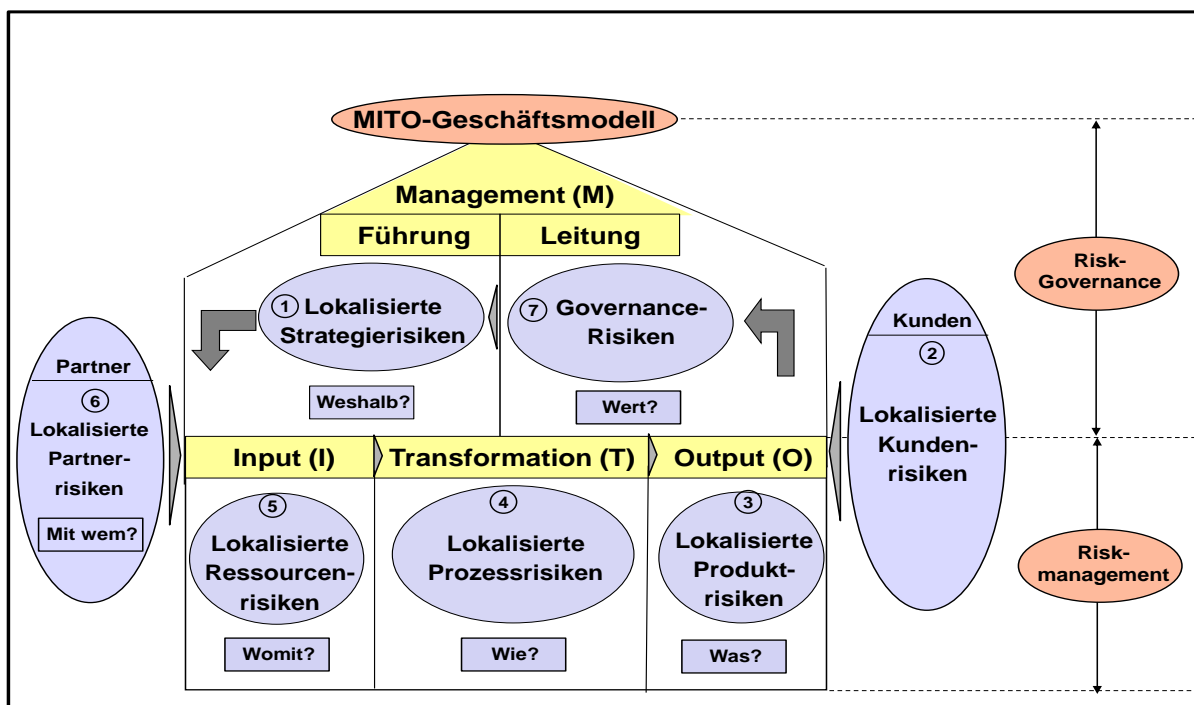 MITO-Geschäftsmodell
Management (M)
Führung
Leitung
① Lokalisierte
Strategierisiken
Weshalb?
⑦ Governance-
Risiken
Wert?
Partner
⑥
Lokalisierte
Partner-
risiken
Mit wem?
Kunden
②
Lokalisierte
Kunden-
risiken
Input (I)
Transformation (T)
Output (O)
⑤
Lokalisierte
Ressourcen-
risiken
Womit?
④
Lokalisierte
Prozessrisiken
Wie?
③
Lokalisierte
Produkt-
risiken
Was?
Risk-
Governance
Risk-
management